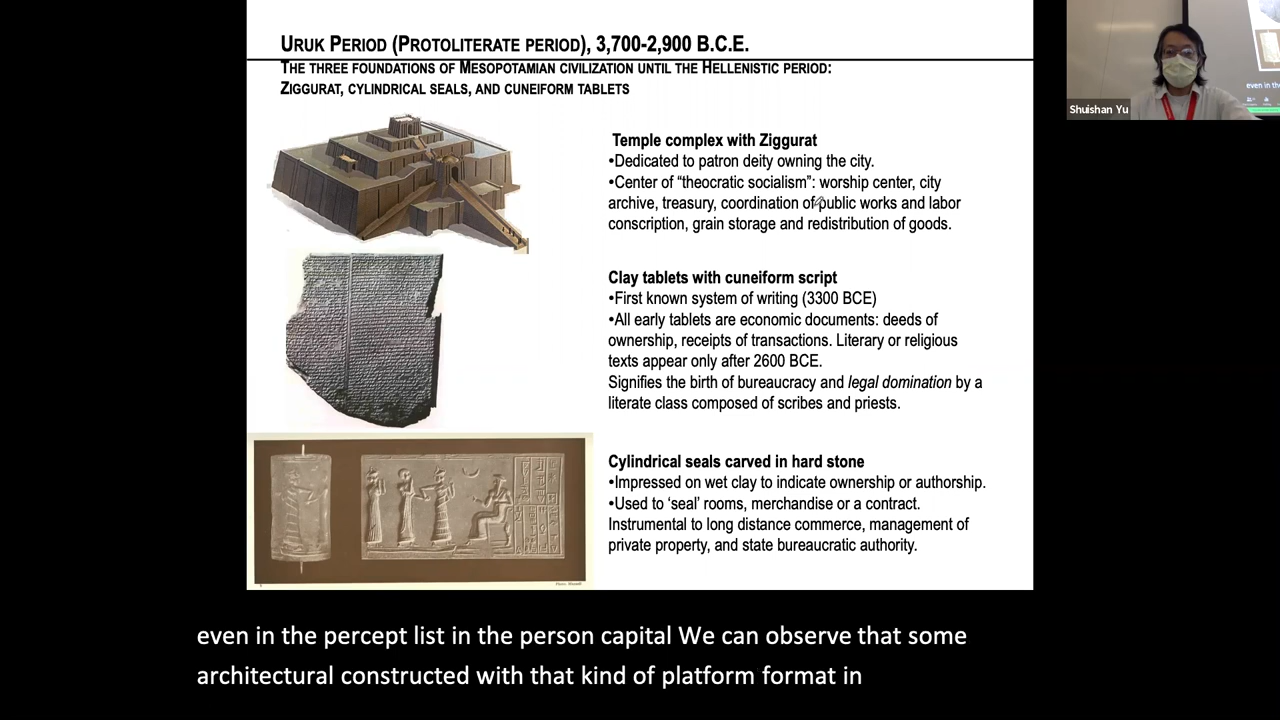 URUK PERIOD (PROTOLITERATE PERIOD), 3,700-2,900 B.C.E.
THE THREE FOUNDATIONS OF MESOPOTAMIAN CIVILIZATION UNTIL THE HELLENISTIC PERIOD:
ZIGGURAT, CYLINDRICAL SEALS, AND CUNEIFORM TABLETS
Temple complex with Ziggurat
•Dedicated to patron deity owning the city.
•Center of “theocratic socialism”: worship center, city
archive, treasury, coordination of public works and labor
conscription, grain storage and redistribution of goods.
Clay tablets with cuneiform script
•First known system of writing (3300 BCE)
•All early tablets are economic documents: deeds of
ownership, receipts of transactions. Literary or religious
texts appear only after 2600 BCE.
Signifies the birth of bureaucracy and legal domination by a
literate class composed of scribes and priests.
Cylindrical seals carved in hard stone
•Impressed on wet clay to indicate ownership or authorship.
•Used to ‘seal’ rooms, merchandise or a contract.
Instrumental to long distance commerce, management of
private property, and state bureaucratic authority.
Shuishan Yu
even in the
even in the percept list in the person capital We can observe that some
architectural constructed with that kind of platform format in